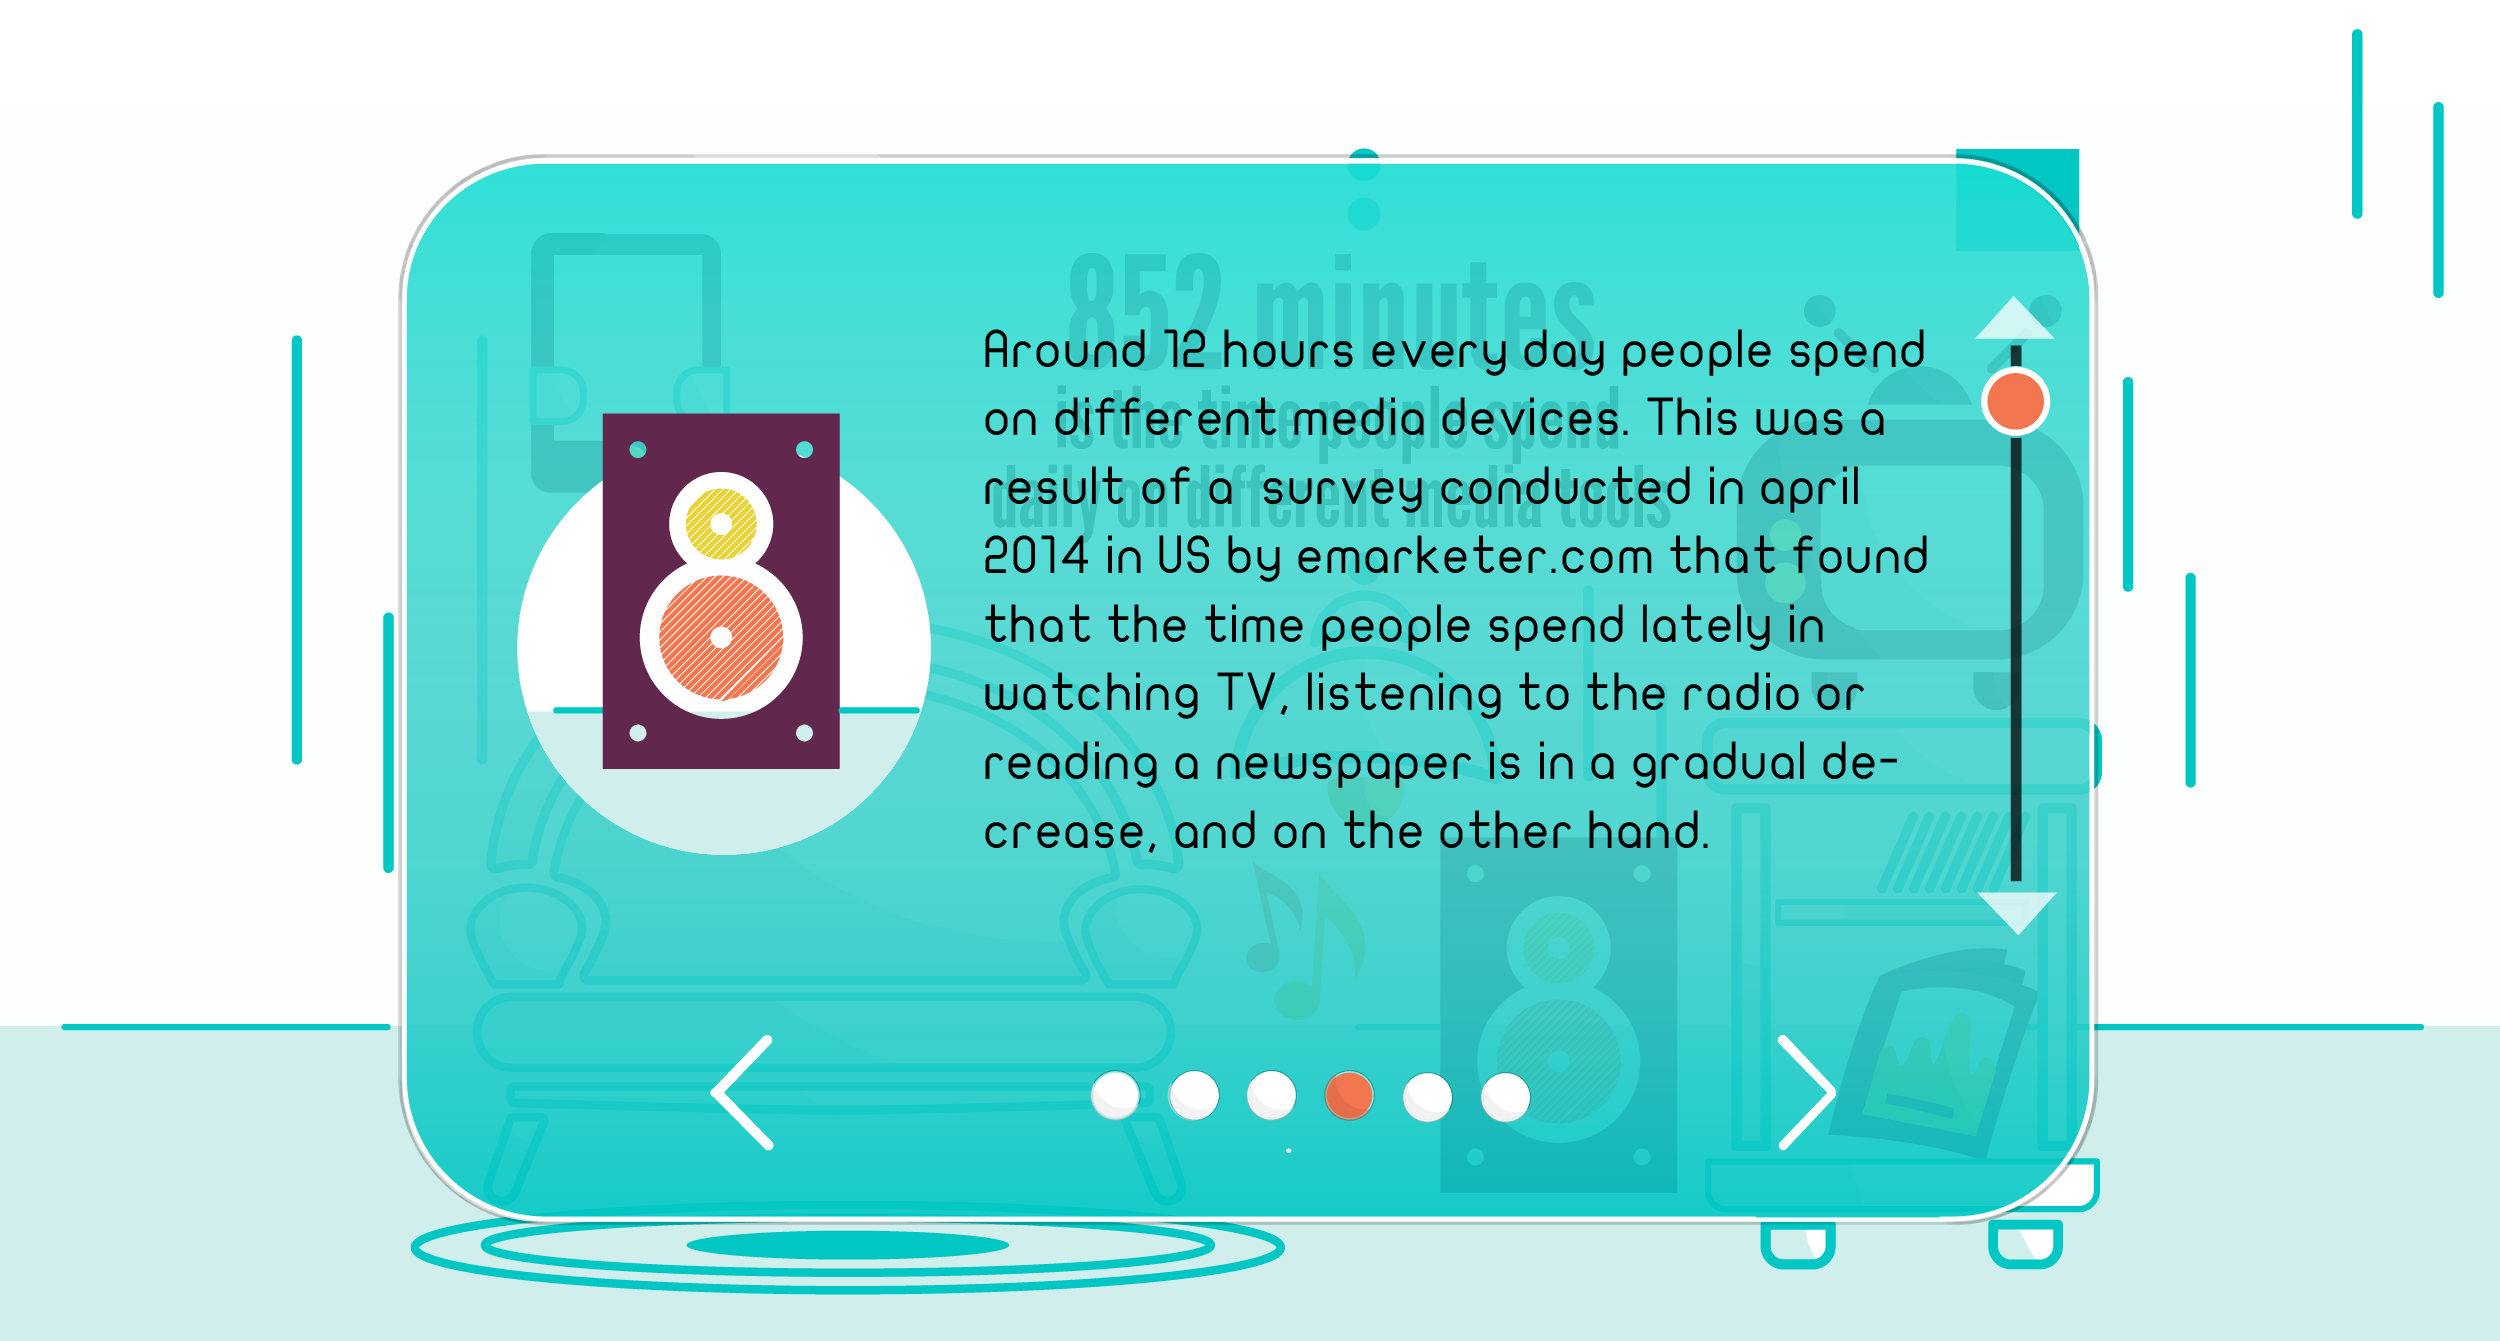 852 minutes
is the time people spend
daily on different media tools
Around 12 hours every day people spend
on different media devices. This was a
result of a survey conducted in april
2014 in US by emarketer.com that found
that the time people spend lately in
watching TV, listening to the radio or
reading a newspaper is in a gradual de-
crease, and on the other hand.